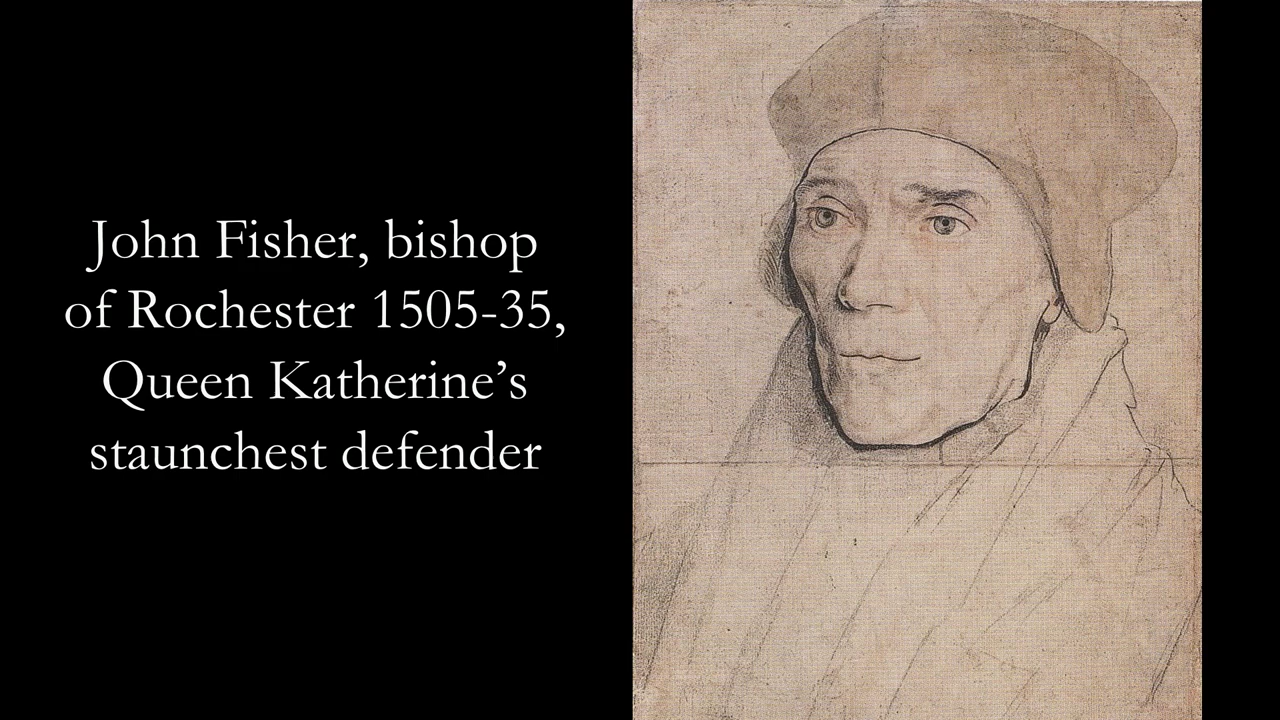 John Fisher, bishop
of Rochester 1505-35,
Queen Katherine’s
staunchest defender